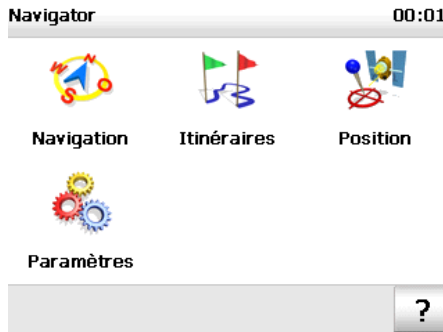 Navigator 00:01
W N S O
Navigation Itinéraires Position
Paramètres
?